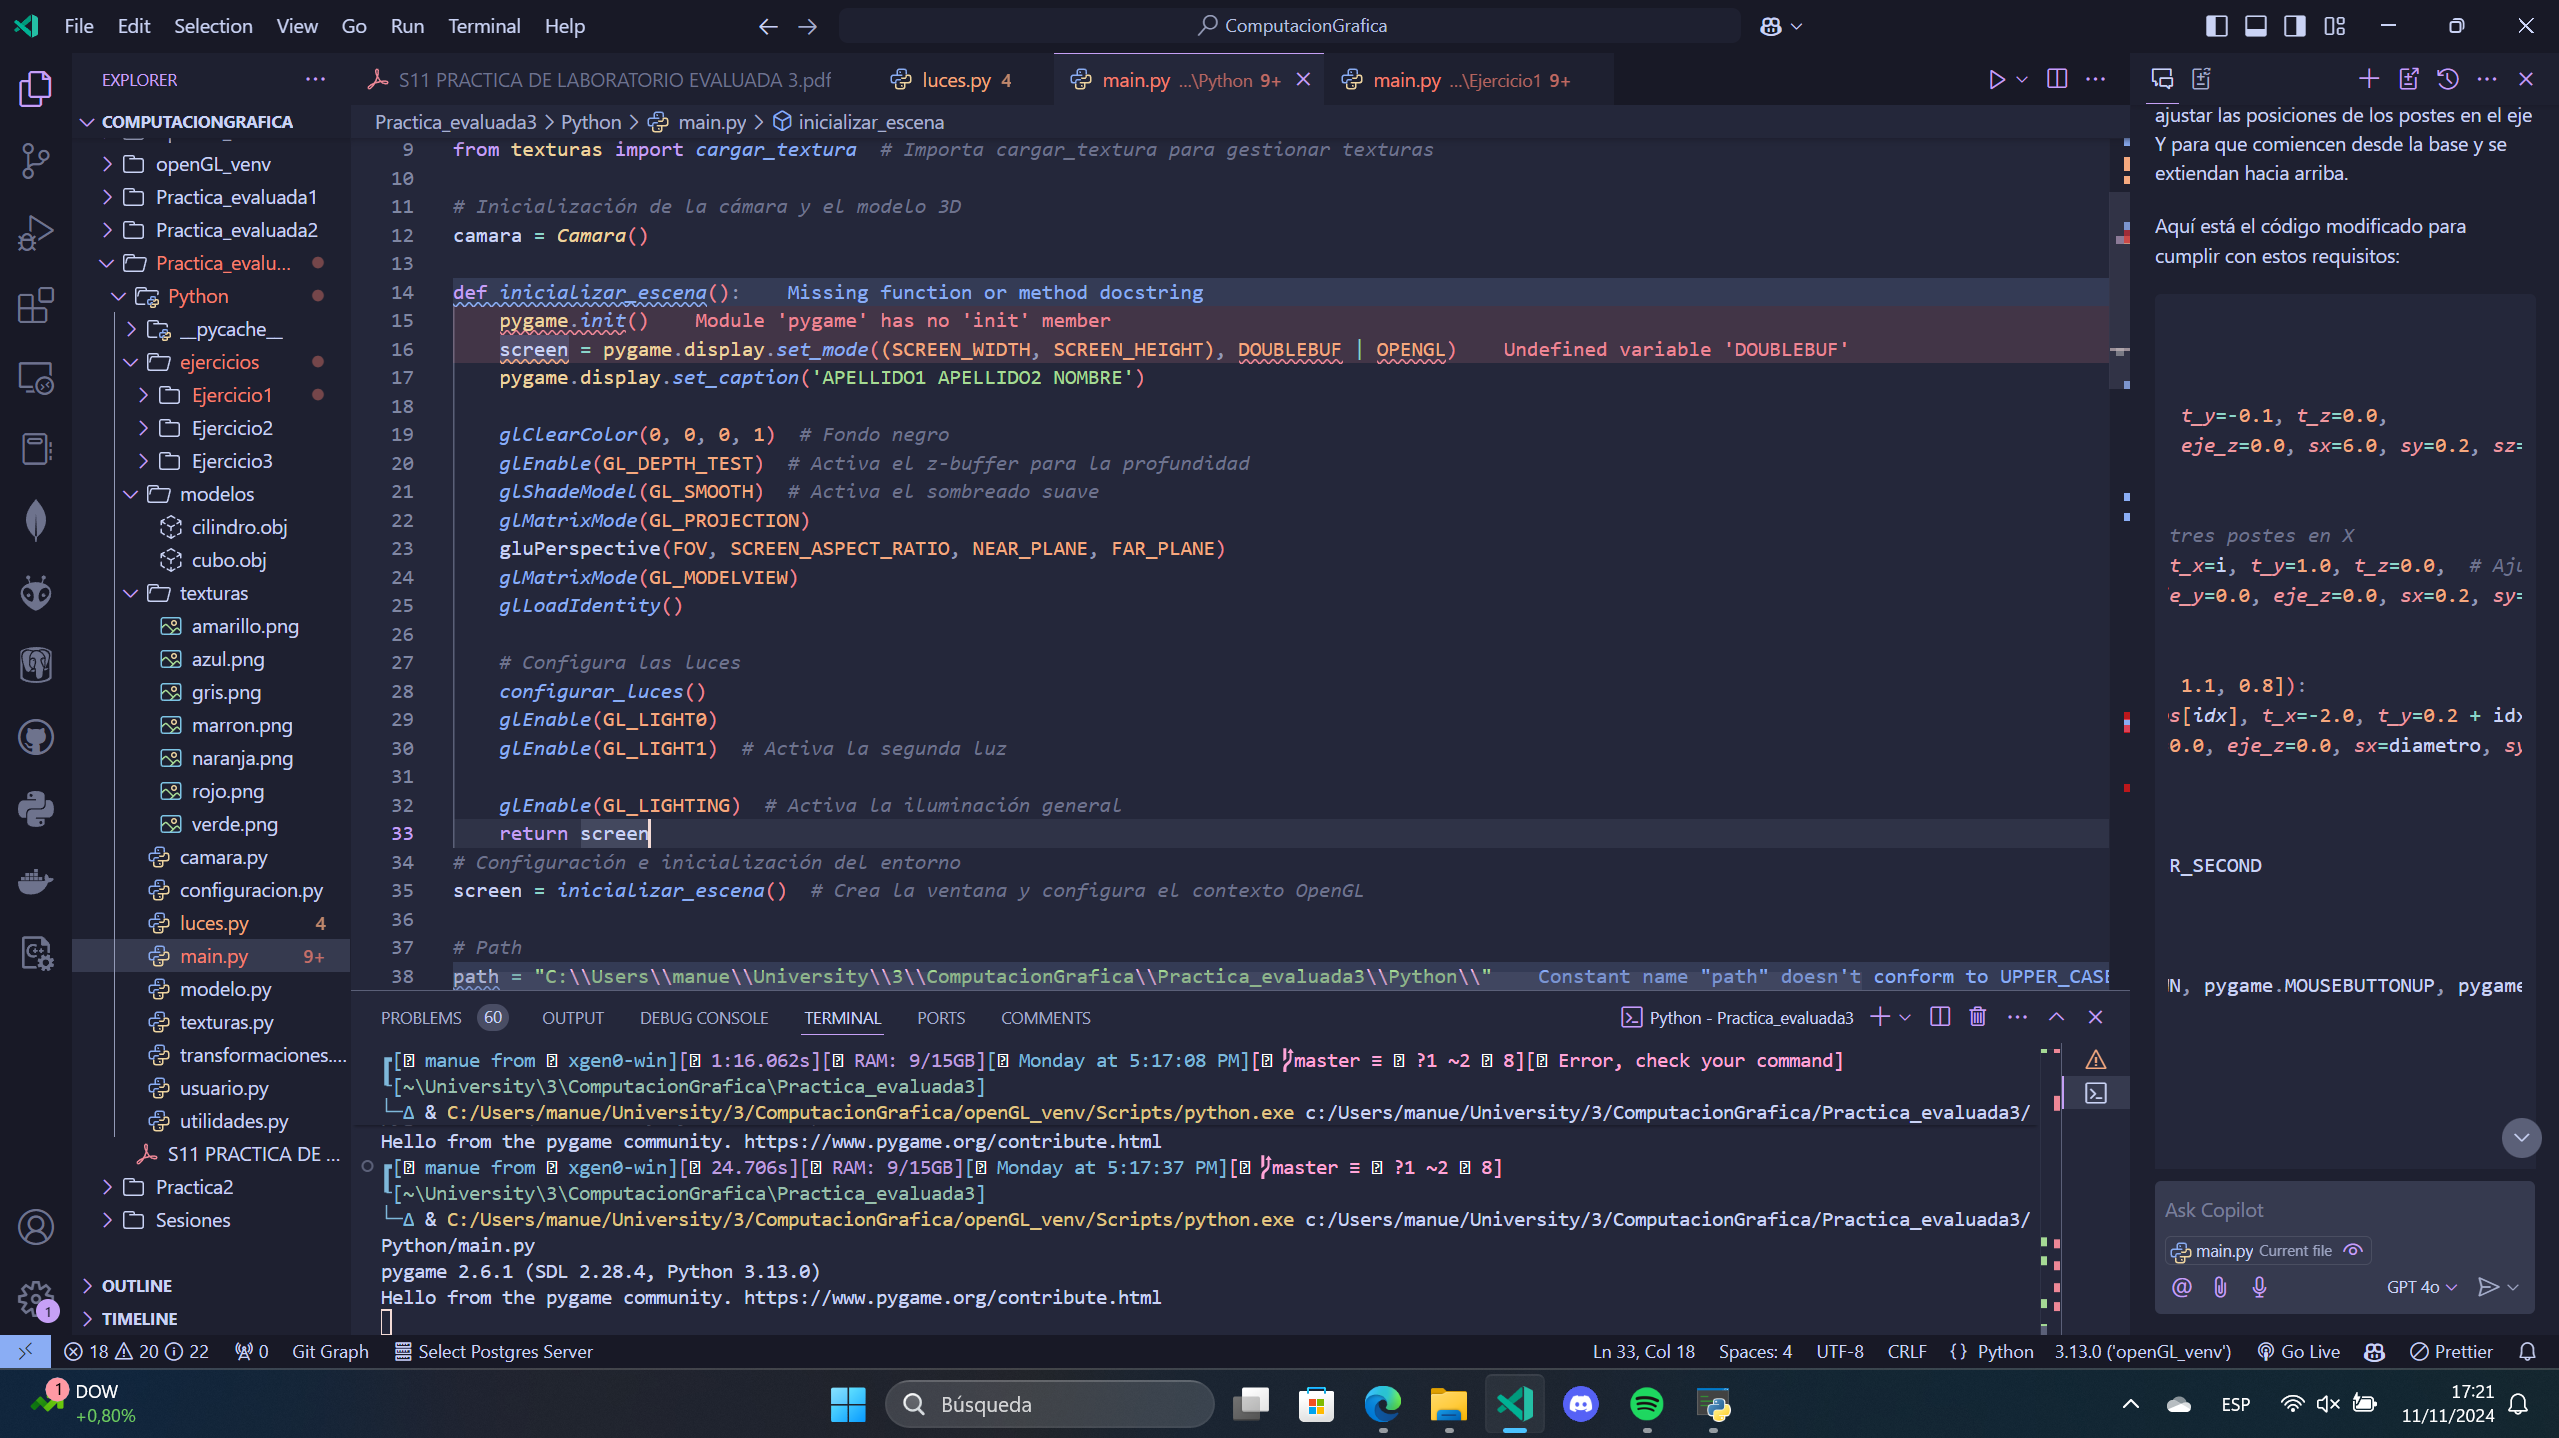 File Edit Selection View Go Run Terminal Help
ComputacionGrafica
EXPLORER
COMPUTACIONGRAFICA
openGL_venv
Practica_evaluada1
Practica_evaluada2
Practica_evalu...
Python
__pycache__
ejercicios
Ejercicio1
Ejercicio2
Ejercicio3
modelos
cilindro.obj
cubo.obj
texturas
amarillo.png
azul.png
gris.png
marron.png
naranja.png
rojo.png
verde.png
camara.py
configuracion.py
luces.py 4
main.py 9+
modelo.py
texturas.py
transformaciones....
usuario.py
utilidades.py
S11 PRACTICA DE ...
Practica2
Sesiones
OUTLINE
TIMELINE
S11 PRACTICA DE LABORATORIO EVALUADA 3.pdf
luces.py 4
main.py ...\Python 9+
main.py ...\Ejercicio1 9+
Practica_evaluada3 > Python > main.py > inicializar_escena
9 from texturas import cargar_textura # Importa cargar_textura para gestionar texturas
10
11 # Inicialización de la cámara y el modelo 3D
12 camara = Camara()
13
14 def inicializar_escena(): Missing function or method docstring
15 pygame.init() Module 'pygame' has no 'init' member
16 screen = pygame.display.set_mode((SCREEN_WIDTH, SCREEN_HEIGHT), DOUBLEBUF | OPENGL) Undefined variable 'DOUBLEBUF'
17 pygame.display.set_caption('APELLIDO1 APELLIDO2 NOMBRE')
18
19 glClearColor(0, 0, 0, 1) # Fondo negro
20 glEnable(GL_DEPTH_TEST) # Activa el z-buffer para la profundidad
21 glShadeModel(GL_SMOOTH) # Activa el sombreado suave
22 glMatrixMode(GL_PROJECTION)
23 gluPerspective(FOV, SCREEN_ASPECT_RATIO, NEAR_PLANE, FAR_PLANE)
24 glMatrixMode(GL_MODELVIEW)
25 glLoadIdentity()
26
27 # Configura las luces
28 configurar_luces()
29 glEnable(GL_LIGHT0)
30 glEnable(GL_LIGHT1) # Activa la segunda luz
31
32 glEnable(GL_LIGHTING) # Activa la iluminación general
33 return screen
34 # Configuración e inicialización del entorno
35 screen = inicializar_escena() # Crea la ventana y configura el contexto OpenGL
36
37 # Path
38 path = "C:\\Users\\manue\\University\\3\\ComputacionGrafica\\Practica_evaluada3\\Python\\" Constant name "path" doesn't conform to UPPER_CASE
PROBLEMS 60 OUTPUT DEBUG CONSOLE TERMINAL PORTS COMMENTS
Python - Practica_evaluada3
[ manue from xgen0-win][ 1:16.062s][ RAM: 9/15GB][ Monday at 5:17:08 PM][ master ≡ ?1 ~2 8][ Error, check your command]
[~\University\3\ComputacionGrafica\Practica_evaluada3]
└─Δ & C:/Users/manue/University/3/ComputacionGrafica/openGL_venv/Scripts/python.exe c:/Users/manue/University/3/ComputacionGrafica/Practica_evaluada3/
Hello from the pygame community. https://www.pygame.org/contribute.html
[ manue from xgen0-win][ 24.706s][ RAM: 9/15GB][ Monday at 5:17:37 PM][ master ≡ ?1 ~2 8]
[~\University\3\ComputacionGrafica\Practica_evaluada3]
└─Δ & C:/Users/manue/University/3/ComputacionGrafica/openGL_venv/Scripts/python.exe c:/Users/manue/University/3/ComputacionGrafica/Practica_evaluada3/
Python/main.py
pygame 2.6.1 (SDL 2.28.4, Python 3.13.0)
Hello from the pygame community. https://www.pygame.org/contribute.html
ajustar las posiciones de los postes en el eje
Y para que comiencen desde la base y se
extiendan hacia arriba.
Aquí está el código modificado para
cumplir con estos requisitos:
t_y=-0.1, t_z=0.0,
eje_z=0.0, sx=6.0, sy=0.2, sz=
tres postes en X
t_x=i, t_y=1.0, t_z=0.0, # Aju
e_y=0.0, eje_z=0.0, sx=0.2, sy=
1.1, 0.8]):
s[idx], t_x=-2.0, t_y=0.2 + idx
0.0, eje_z=0.0, sx=diametro, sy
R_SECOND
N, pygame.MOUSEBUTTONUP, pygame
Ask Copilot
main.py Current file
GPT 4o
1
18 20 22 0 Git Graph Select Postgres Server
Ln 33, Col 18 Spaces: 4 UTF-8 CRLF {} Python 3.13.0 ('openGL_venv') Go Live Prettier
1
DOW
+0,80%
Búsqueda
ESP
17:21
11/11/2024